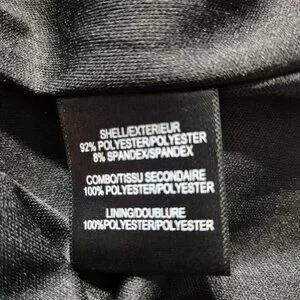 SHELL/EXTERIEUR
92% POLYESTER/POLYESTER
8% SPANDEX/SPANDEX
COMBO/TISSU SECONDAIRE
100% POLYESTER/POLYESTER
LINING/DOUBLURE
100%POLYESTER/POLYESTER